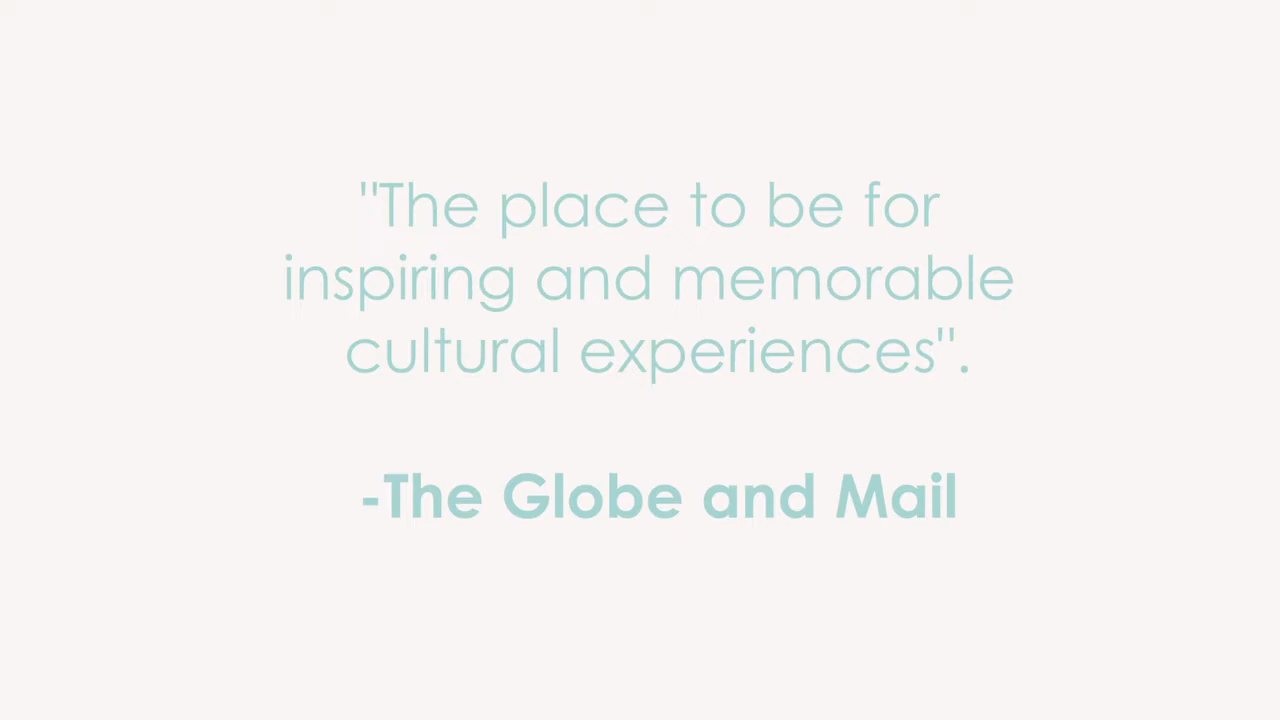 "The place to be for
inspiring and memorable
cultural experiences".
-The Globe and Mail